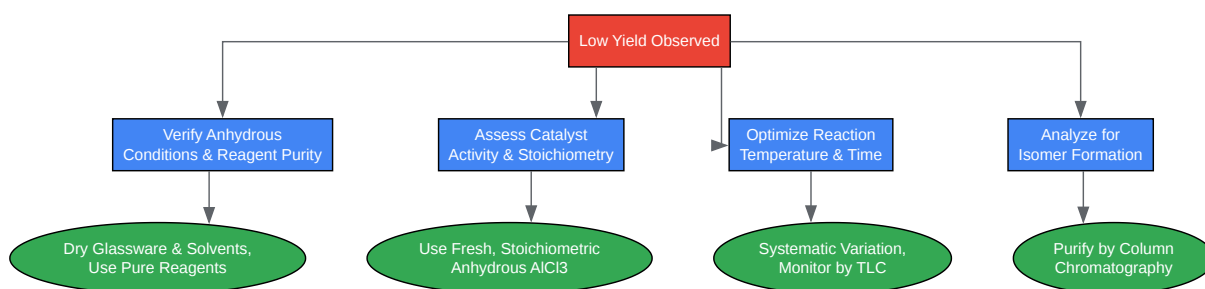 Low Yield Observed
Verify Anhydrous
Conditions & Reagent Purity
Assess Catalyst
Activity & Stoichiometry
Optimize Reaction
Temperature & Time
Analyze for
Isomer Formation
Dry Glassware & Solvents,
Use Pure Reagents
Use Fresh, Stoichiometric
Anhydrous AlCl3
Systematic Variation,
Monitor by TLC
Purify by Column
Chromatography